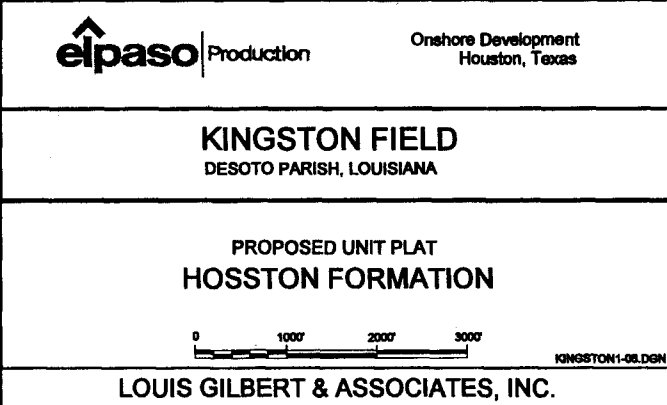 elpaso Production
Onshore Development
Houston, Texas
KINGSTON FIELD
DESOTO PARISH, LOUISIANA
PROPOSED UNIT PLAT
HOSSTON FORMATION
0 1000' 2000' 3000'
KINGSTON1-06.DGN
LOUIS GILBERT & ASSOCIATES, INC.